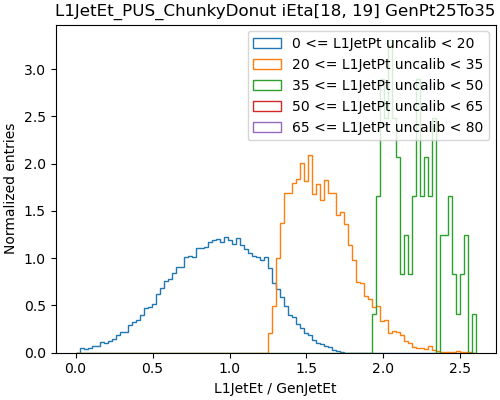 L1JetEt_PUS_ChunkyDonut iEta[18, 19] GenPt25To35
0 <= L1JetPt uncalib < 20
20 <= L1JetPt uncalib < 35
35 <= L1JetPt uncalib < 50
50 <= L1JetPt uncalib < 65
65 <= L1JetPt uncalib < 80
Normalized entries
3.0
2.5
2.0
1.5
1.0
0.5
0.0
0.0
0.5
1.0
1.5
2.0
2.5
L1JetEt / GenJetEt